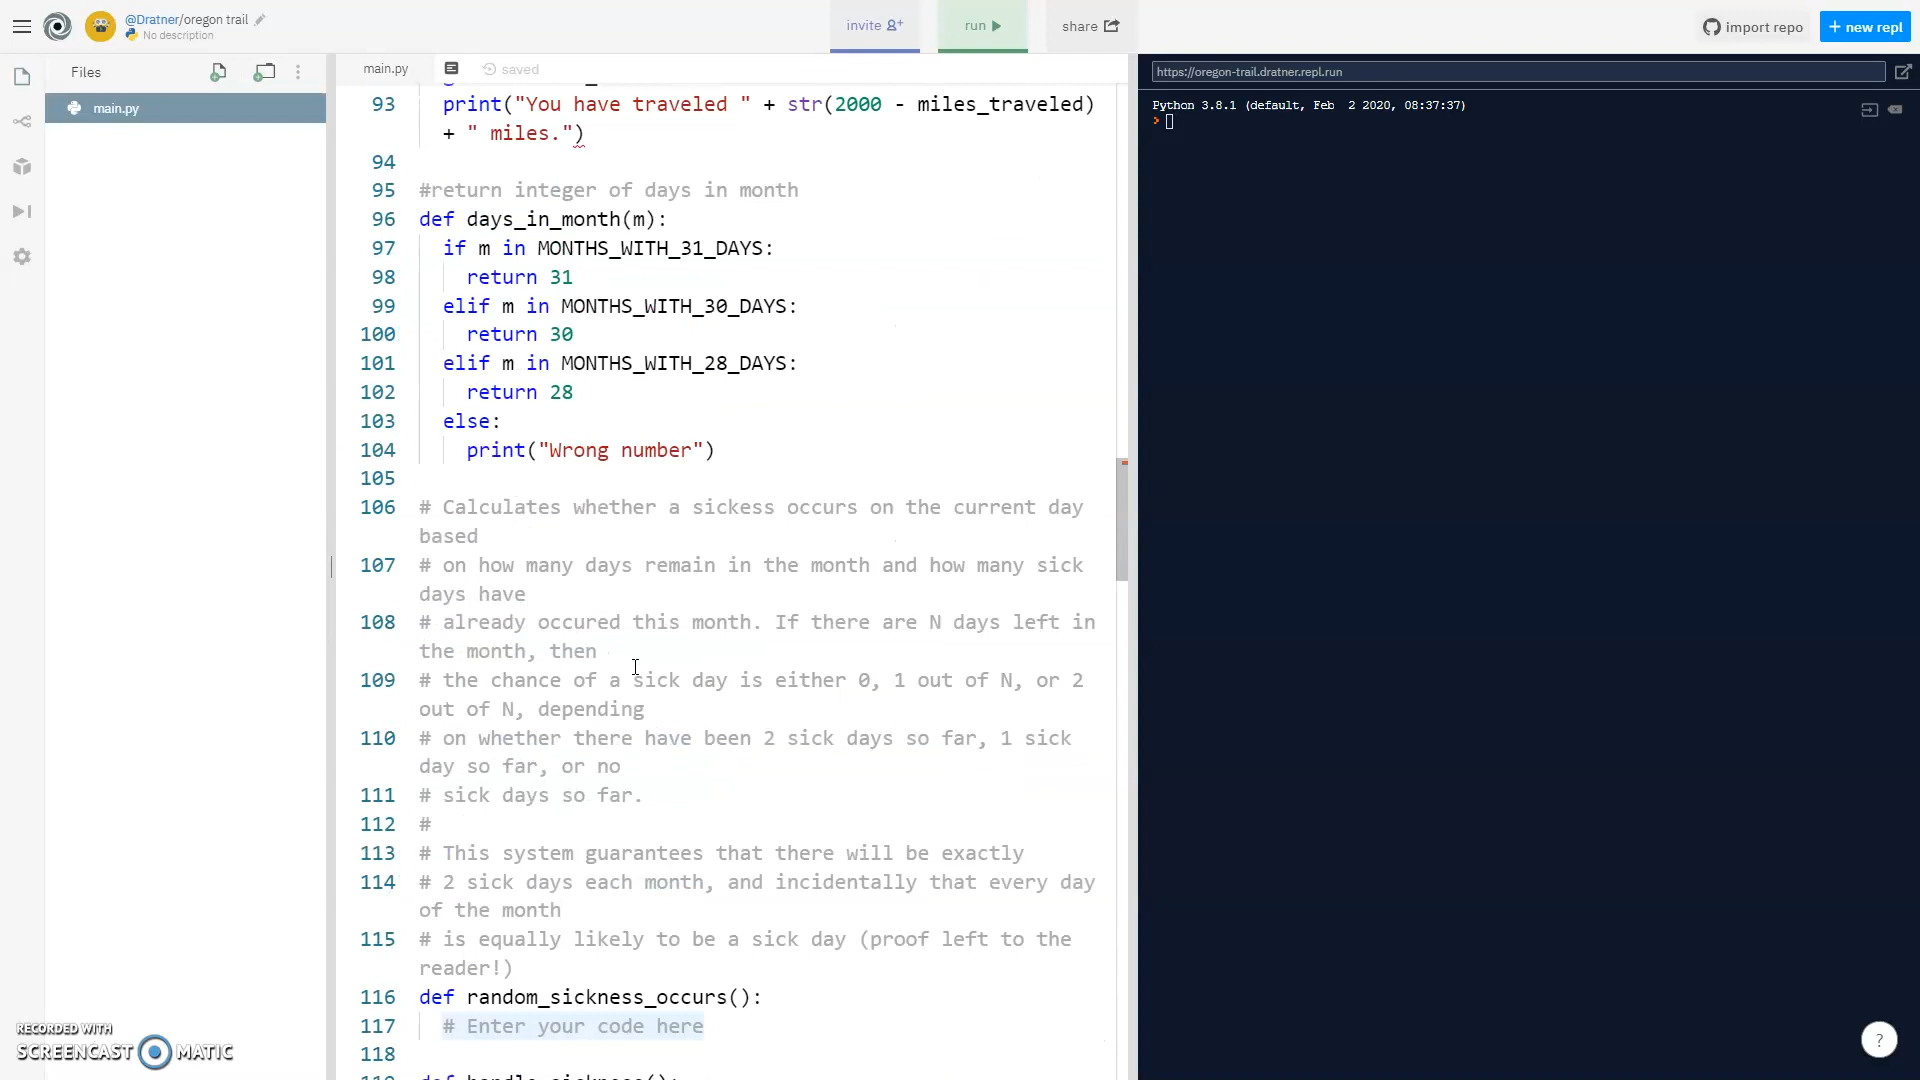 @Dratner/oregon trail
No description
invite
run
share
import repo
+ new repl
Files
main.py
main.py
saved
https://oregon-trail.dratner.repl.run
Python 3.8.1 (default, Feb  2 2020, 08:37:37)
>
93 print("You have traveled " + str(2000 - miles_traveled)
+ " miles.")
94
95 #return integer of days in month
96 def days_in_month(m):
97 if m in MONTHS_WITH_31_DAYS:
98 return 31
99 elif m in MONTHS_WITH_30_DAYS:
100 return 30
101 elif m in MONTHS_WITH_28_DAYS:
102 return 28
103 else:
104 print("Wrong number")
105
106 # Calculates whether a sickess occurs on the current day
based
107 # on how many days remain in the month and how many sick
days have
108 # already occured this month. If there are N days left in
the month, then
109 # the chance of a sick day is either 0, 1 out of N, or 2
out of N, depending
110 # on whether there have been 2 sick days so far, 1 sick
day so far, or no
111 # sick days so far.
112 #
113 # This system guarantees that there will be exactly
114 # 2 sick days each month, and incidentally that every day
of the month
115 # is equally likely to be a sick day (proof left to the
reader!)
116 def random_sickness_occurs():
117 # Enter your code here
118
119 def handle_sickness():
RECORDED WITH
SCREENCAST MATIC
?